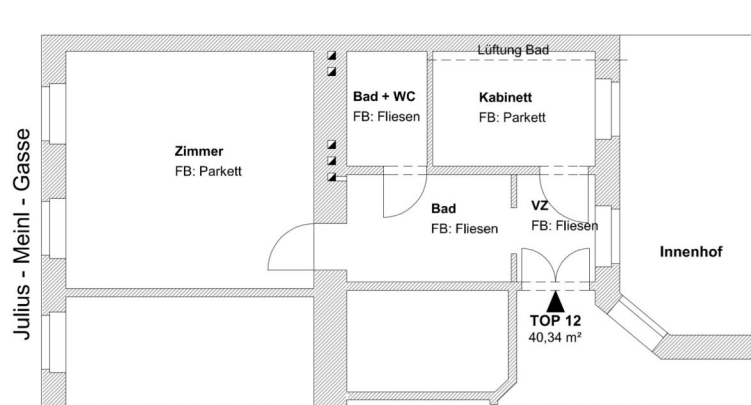 Lüftung Bad
Bad + WC
FB: Fliesen
Kabinett
FB: Parkett
Zimmer
FB: Parkett
Julius - Meinl - Gasse
Bad
FB: Fliesen
VZ
FB: Fliesen
Innenhof
TOP 12
40,34 m²